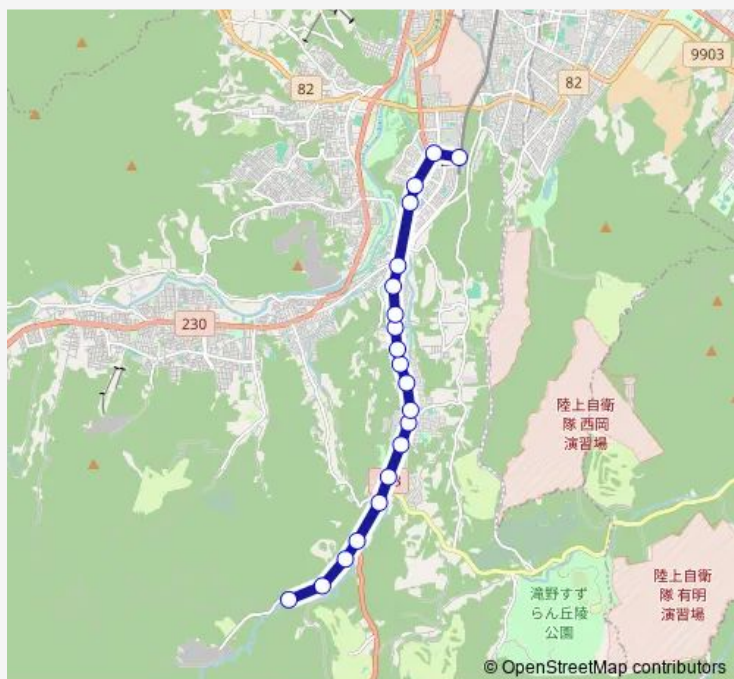 9903
82
82
230
陸上自衛
隊 西岡
演習場
陸上自衛
隊 有明
演習場
滝野すず
らん丘陵
公園
© OpenStreetMap contributors